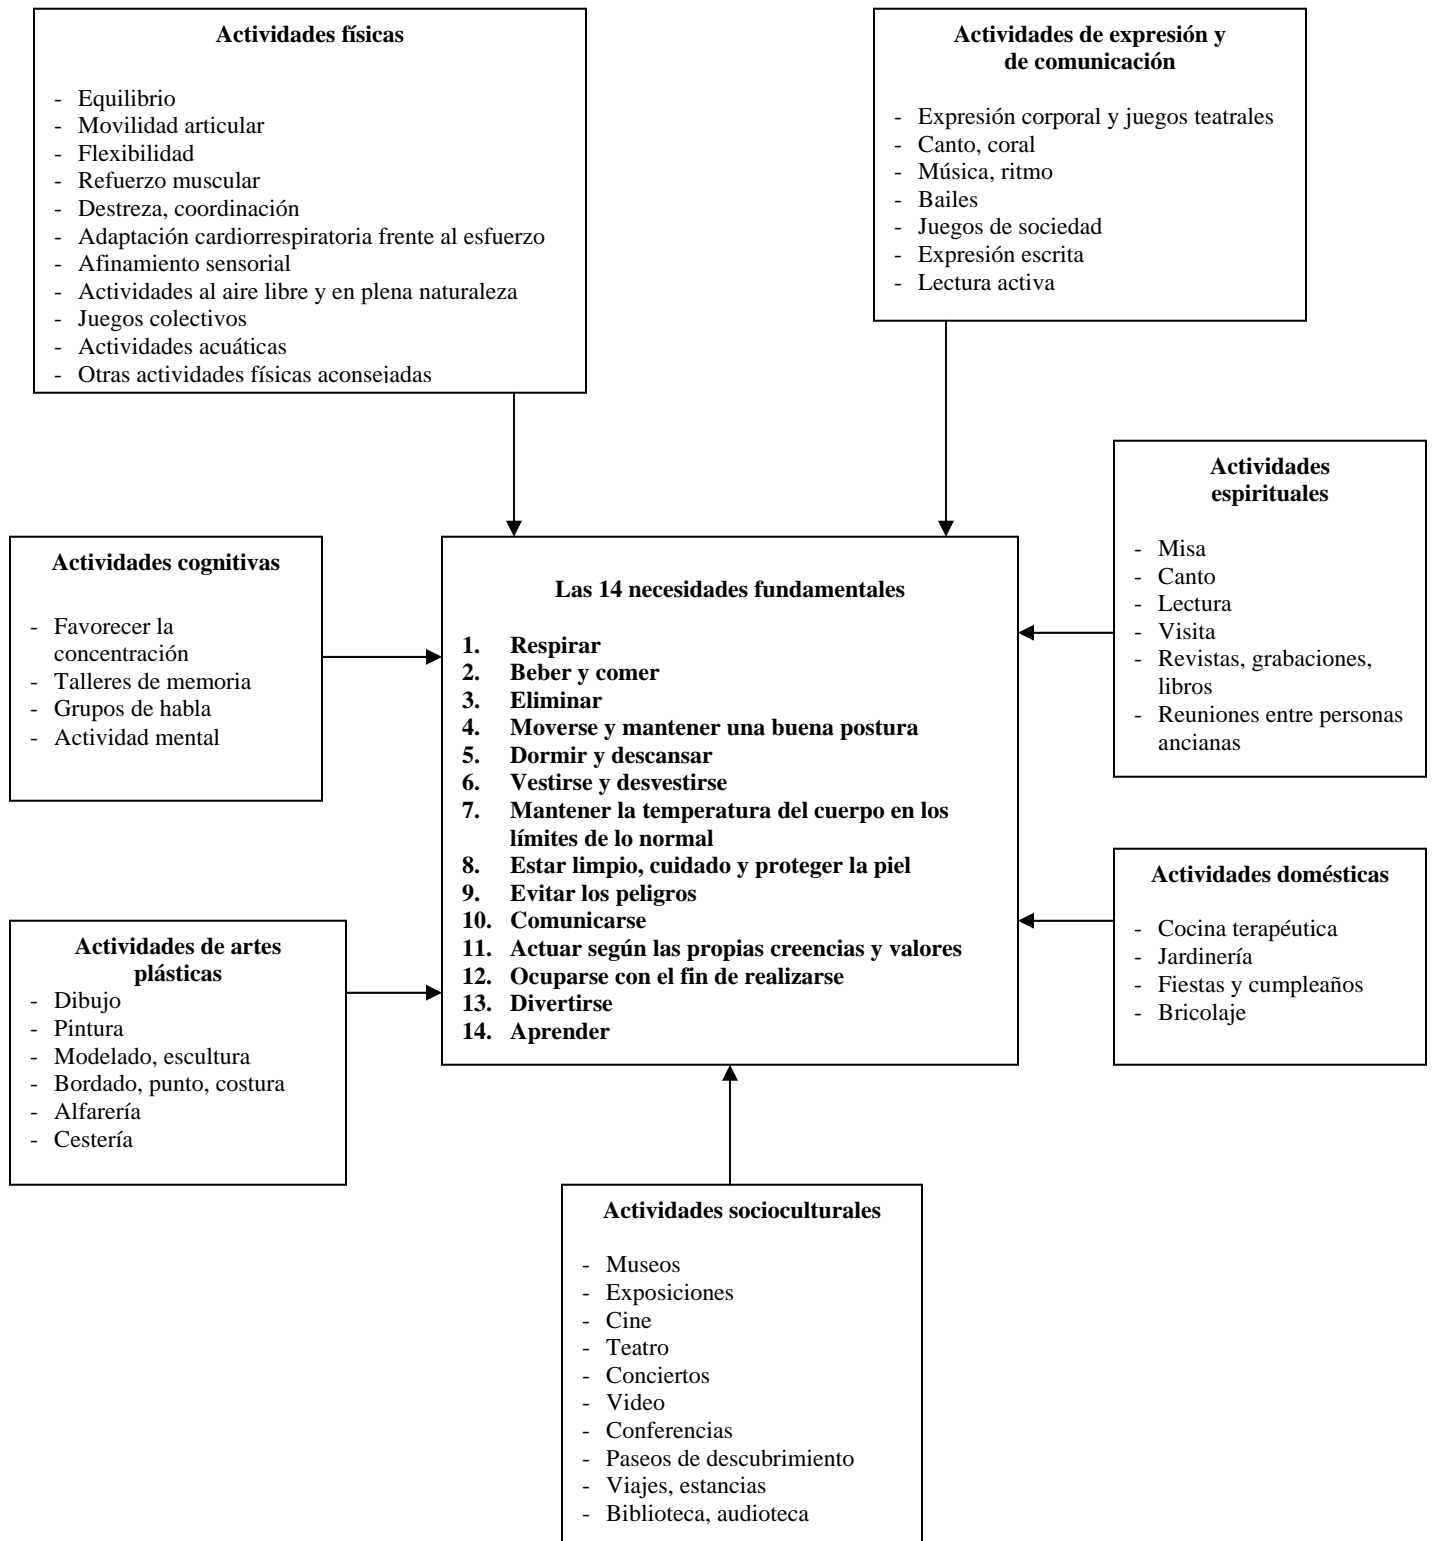 Actividades físicas
- Equilibrio
- Movilidad articular
- Flexibilidad
- Refuerzo muscular
- Destreza, coordinación
- Adaptación cardiorrespiratoria frente al esfuerzo
- Afinamiento sensorial
- Actividades al aire libre y en plena naturaleza
- Juegos colectivos
- Actividades acuáticas
- Otras actividades físicas aconsejadas
Actividades de expresión y
de comunicación
- Expresión corporal y juegos teatrales
- Canto, coral
- Música, ritmo
- Bailes
- Juegos de sociedad
- Expresión escrita
- Lectura activa
Actividades cognitivas
- Favorecer la
concentración
- Talleres de memoria
- Grupos de habla
- Actividad mental
Las 14 necesidades fundamentales
1. Respirar
2. Beber y comer
3. Eliminar
4. Moverse y mantener una buena postura
5. Dormir y descansar
6. Vestirse y desvestirse
7. Mantener la temperatura del cuerpo en los
límites de lo normal
8. Estar limpio, cuidado y proteger la piel
9. Evitar los peligros
10. Comunicarse
11. Actuar según las propias creencias y valores
12. Ocuparse con el fin de realizarse
13. Divertirse
14. Aprender
Actividades
espirituales
- Misa
- Canto
- Lectura
- Visita
- Revistas, grabaciones,
libros
- Reuniones entre personas
ancianas
Actividades domésticas
- Cocina terapéutica
- Jardinería
- Fiestas y cumpleaños
- Bricolaje
Actividades de artes
plásticas
- Dibujo
- Pintura
- Modelado, escultura
- Bordado, punto, costura
- Alfarería
- Cestería
Actividades socioculturales
- Museos
- Exposiciones
- Cine
- Teatro
- Conciertos
- Video
- Conferencias
- Paseos de descubrimiento
- Viajes, estancias
- Biblioteca, audioteca